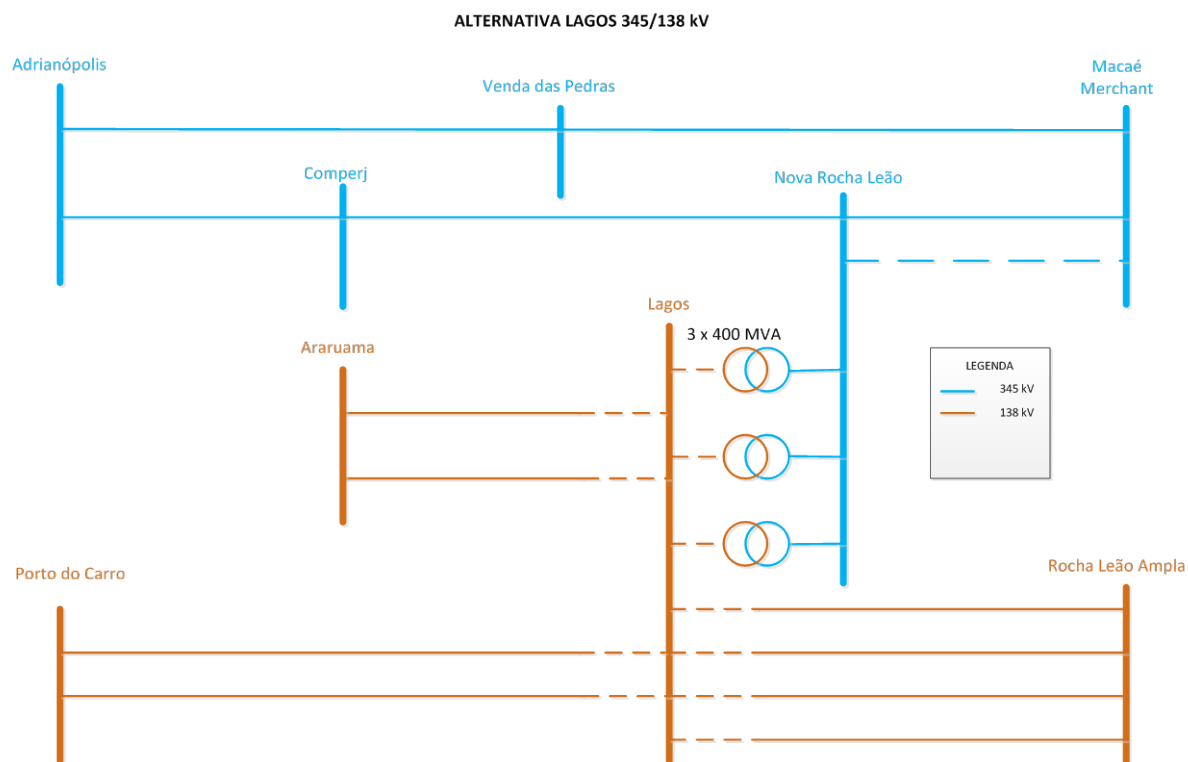 ALTERNATIVA LAGOS 345/138 kV
Adrianópolis
Venda das Pedras
Macaé
Merchant
Comperj
Nova Rocha Leão
Lagos
3 x 400 MVA
Araruama
LEGENDA
345 kV
138 kV
Porto do Carro
Rocha Leão Ampla